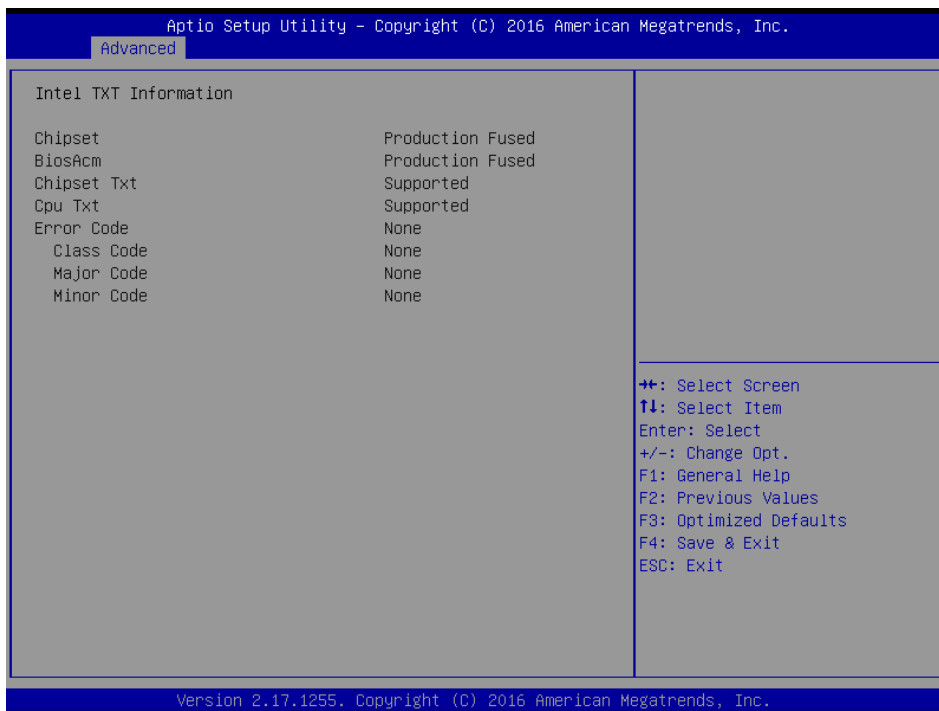 Aptio Setup Utility – Copyright (C) 2016 American Megatrends, Inc.
Advanced
Intel TXT Information
Chipset Production Fused
BiosAcm Production Fused
Chipset Txt Supported
Cpu Txt Supported
Error Code None
Class Code None
Major Code None
Minor Code None
→←: Select Screen
↑↓: Select Item
Enter: Select
+/-: Change Opt.
F1: General Help
F2: Previous Values
F3: Optimized Defaults
F4: Save & Exit
ESC: Exit
Version 2.17.1255. Copyright (C) 2016 American Megatrends, Inc.